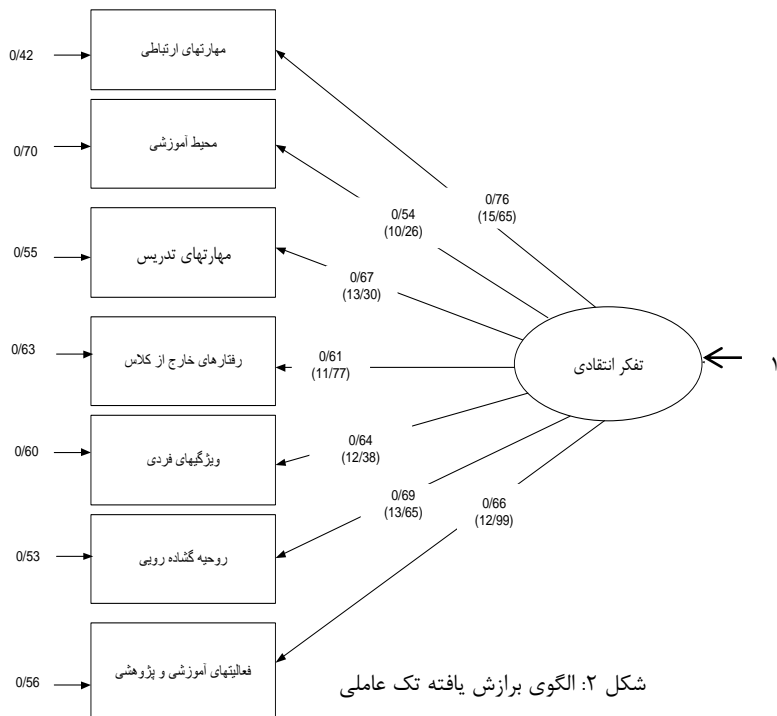 0/42
مهارتهای ارتباطی
0/70
محیط آموزشی
0/55
مهارتهای تدریس
0/63
رفتارهای خارج از کلاس
0/60
ویژگیهای فردی
0/53
روحیه گشاده رویی
0/56
فعالیتهای آموزشی و پژوهشی
0/76
(15/65)
0/54
(10/26)
0/67
(13/30)
0/61
(11/77)
0/64
(12/38)
0/69
(13/65)
0/66
(12/99)
تفکر انتقادی
۱
شکل ۲: الگوی برازش یافته تک عاملی